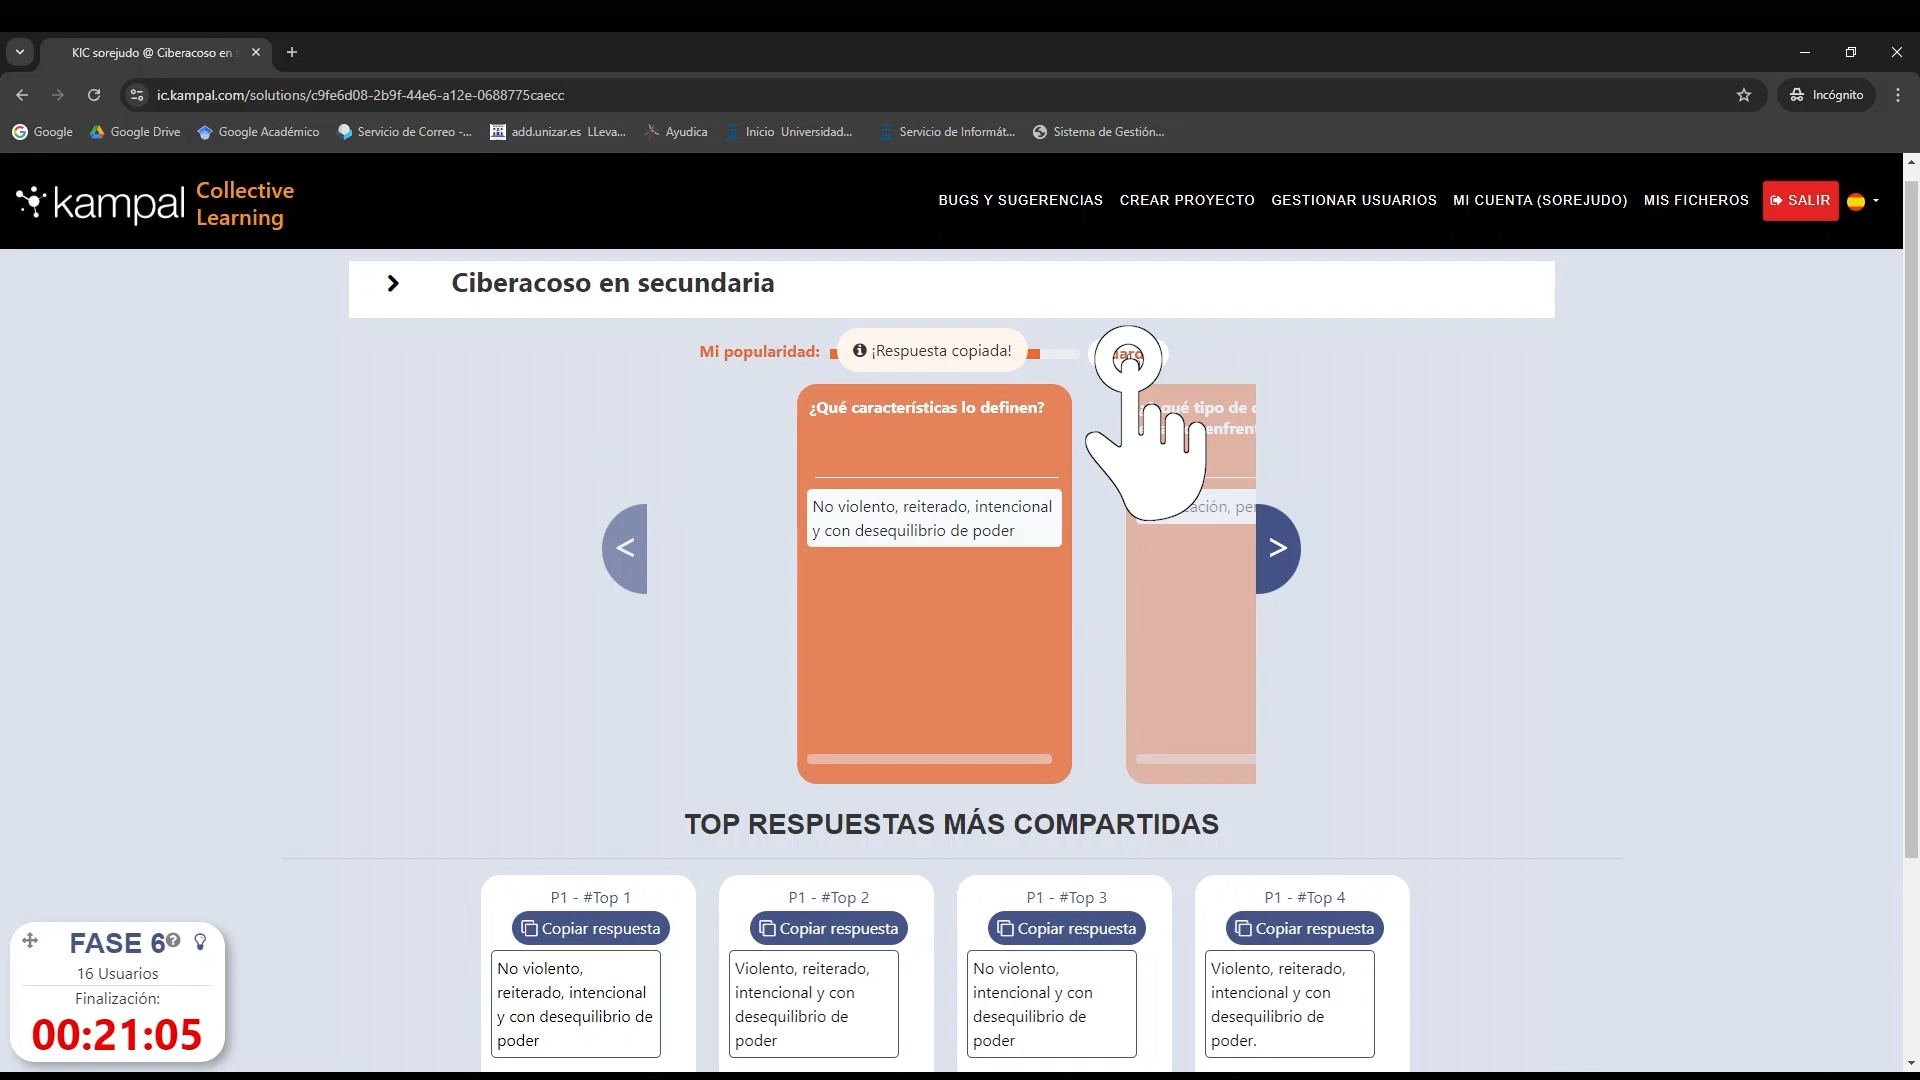 KIC sorejudo @ Ciberacoso en
ic.kampal.com/solutions/c9fe6d08-2b9f-44e6-a12e-0688775caecc
Incógnito
Google
Google Drive
Google Académico
Servicio de Correo -...
add.unizar.es LLeva...
Ayudica
Inicio Universidad...
Servicio de Informát...
Sistema de Gestión...
kampal Collective
Learning
BUGS Y SUGERENCIAS
CREAR PROYECTO
GESTIONAR USUARIOS
MI CUENTA (SOREJUDO)
MIS FICHEROS
SALIR
Ciberacoso en secundaria
Mi popularidad:
¡Respuesta copiada!
¿Qué características lo definen?
qué tipo de
enfrent
No violento, reiterado, intencional
y con desequilibrio de poder
<
>
TOP RESPUESTAS MÁS COMPARTIDAS
P1 - #Top 1
Copiar respuesta
No violento,
reiterado, intencional
y con desequilibrio de
poder
P1 - #Top 2
Copiar respuesta
Violento, reiterado,
intencional y con
desequilibrio de
poder
P1 - #Top 3
Copiar respuesta
No violento,
intencional y con
desequilibrio de
poder
P1 - #Top 4
Copiar respuesta
Violento, reiterado,
intencional y con
desequilibrio de
poder.
FASE 6
16 Usuarios
Finalización:
00:21:05